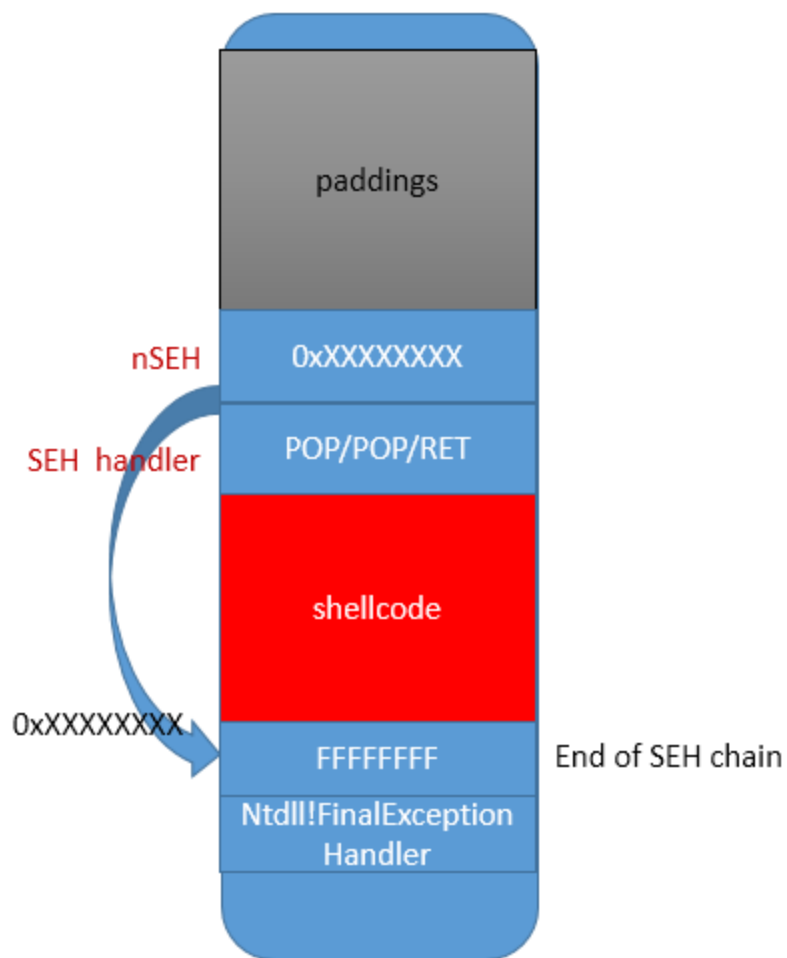 paddings
nSEH
0xXXXXXXXX
SEH handler
POP/POP/RET
shellcode
0xXXXXXXXX
FFFFFFFF
End of SEH chain
Ntdll!FinalException
Handler